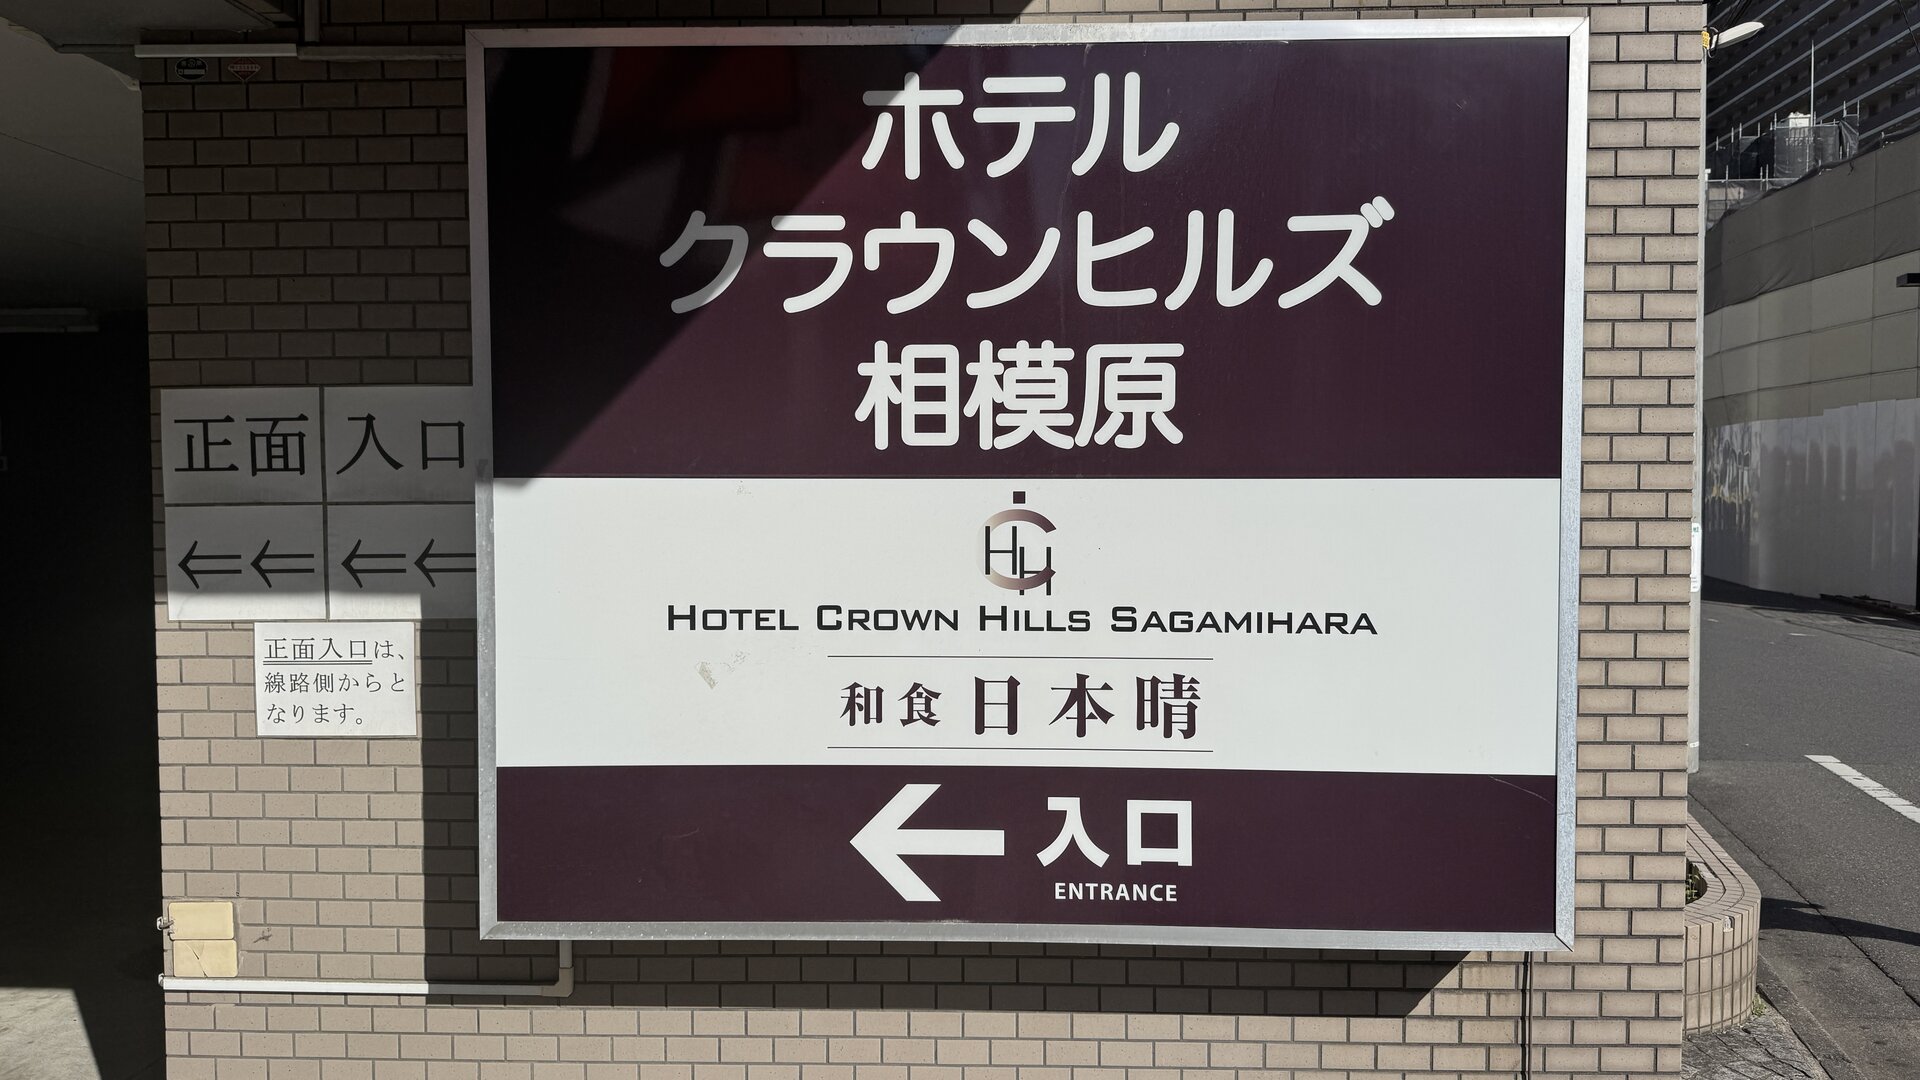 ホテル
クラウンヒルズ
相模原
HOTEL CROWN HILLS SAGAMIHARA
和食 日本晴
← 入口
ENTRANCE
正面入口
←←←←
正面入口は、
線路側からと
なります。